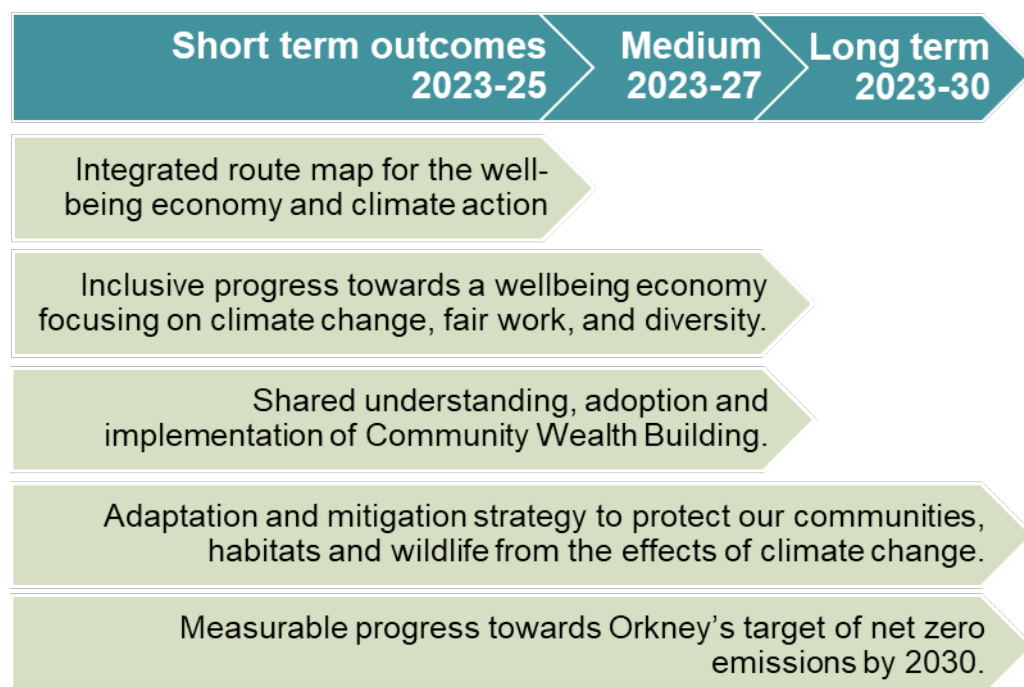 Short term outcomes
2023-25
Medium
2023-27
Long term
2023-30
Integrated route map for the well-
being economy and climate action
Inclusive progress towards a wellbeing economy
focusing on climate change, fair work, and diversity.
Shared understanding, adoption and
implementation of Community Wealth Building.
Adaptation and mitigation strategy to protect our communities,
habitats and wildlife from the effects of climate change.
Measurable progress towards Orkney’s target of net zero
emissions by 2030.